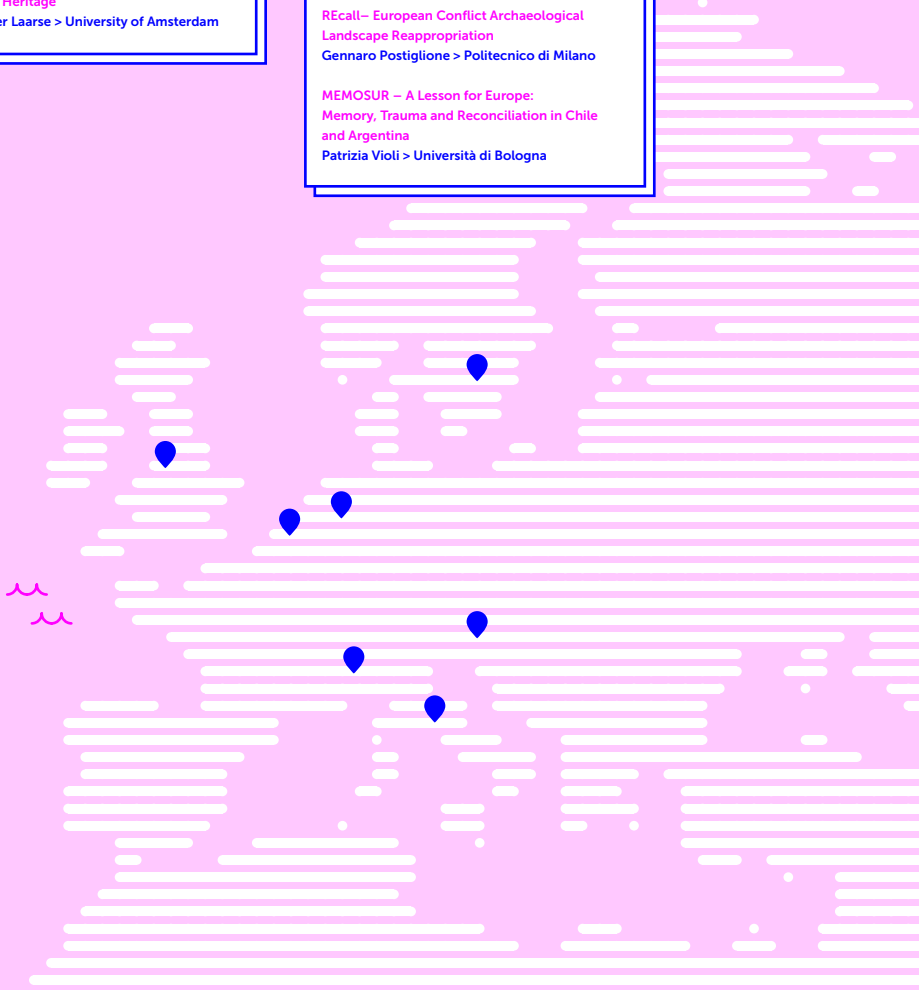 Heritage
er Laarse > University of Amsterdam
REcall– European Conflict Archaeological
Landscape Reappropriation
Gennaro Postiglione > Politecnico di Milano
MEMOSUR – A Lesson for Europe:
Memory, Trauma and Reconciliation in Chile
and Argentina
Patrizia Violi > Università di Bologna